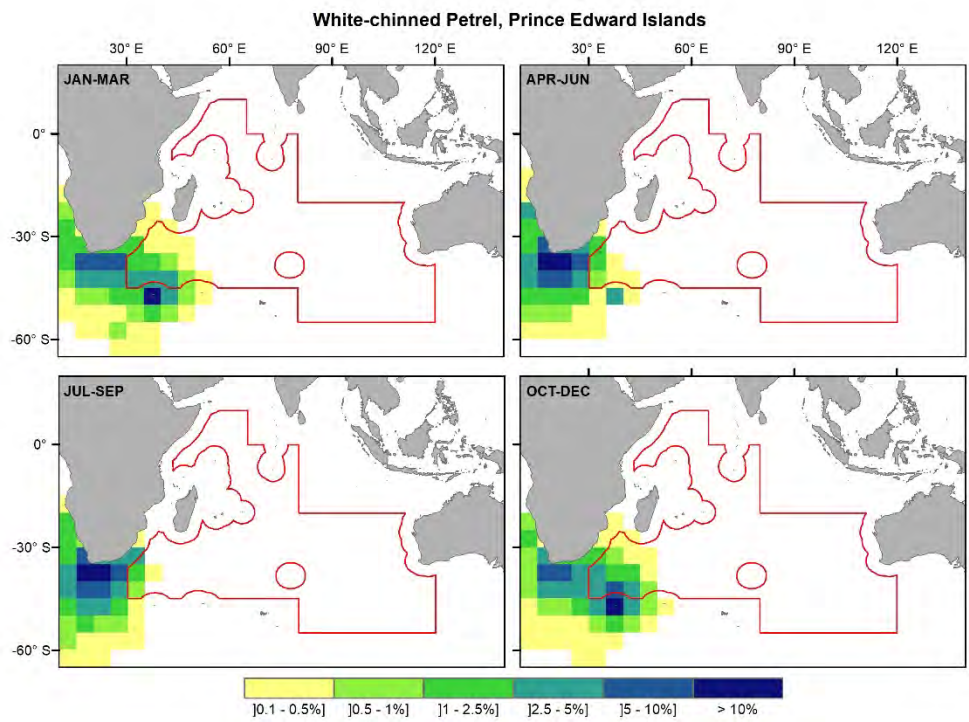 White-chinned Petrel, Prince Edward Islands
30° E 60° E 90° E 120° E 30° E 60° E 90° E 120° E
JAN-MAR APR-JUN
0°
-30°
-60° S
JUL-SEP OCT-DEC
0°
-30°
-60° S
]0.1 - 0.5%] ]0.5 - 1%] ]1 - 2.5%] ]2.5 - 5%] ]5 - 10%] > 10%